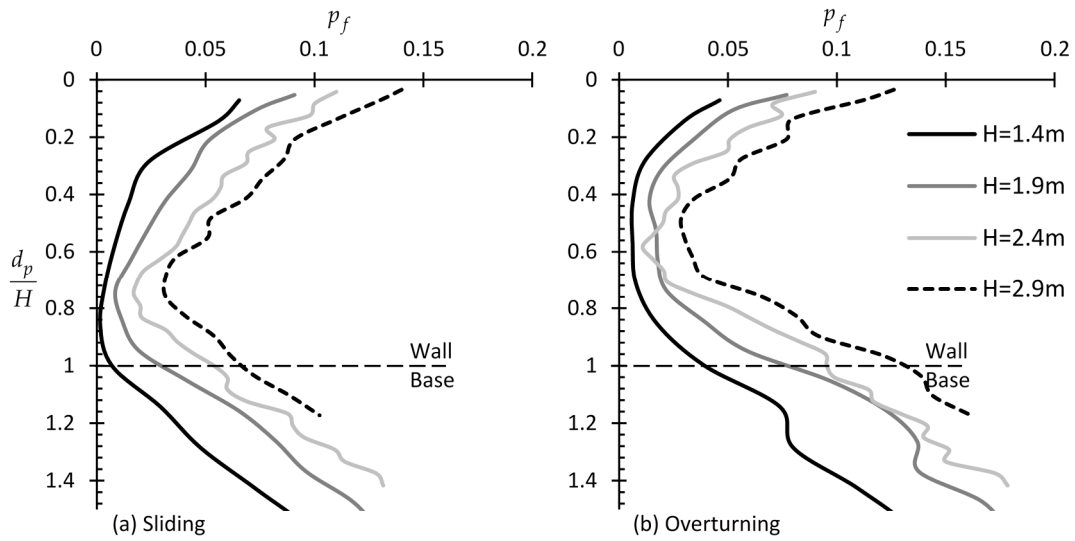 p_f
0 0.05 0.1 0.15 0.2
0
0.2
0.4
0.6
0.8
1
1.2
1.4
d_p
H
Wall
Base
(a) Sliding
p_f
0 0.05 0.1 0.15 0.2
0
0.2
0.4
0.6
0.8
1
1.2
1.4
H=1.4m
H=1.9m
H=2.4m
H=2.9m
Wall
Base
(b) Overturning